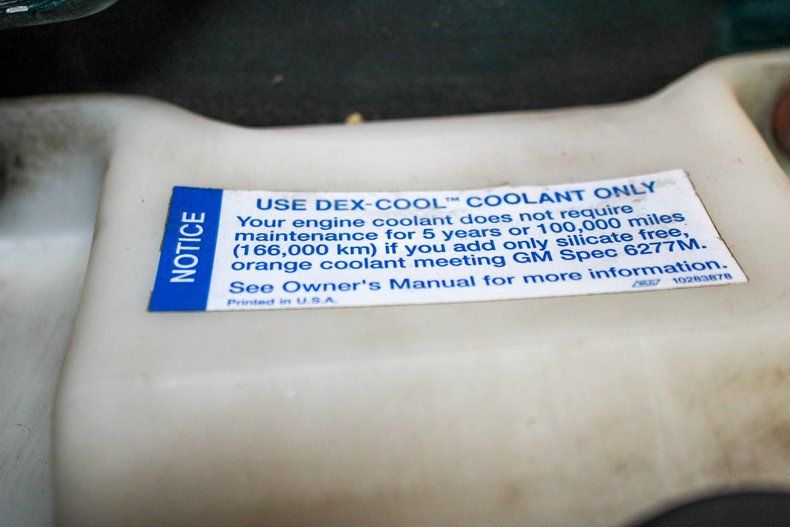 NOTICE
USE DEX-COOL™ COOLANT ONLY
Your engine coolant does not require
maintenance for 5 years or 100,000 miles
(166,000 km) if you add only silicate free,
orange coolant meeting GM Spec 6277M.
See Owner's Manual for more information.
Printed in U.S.A.
10283878